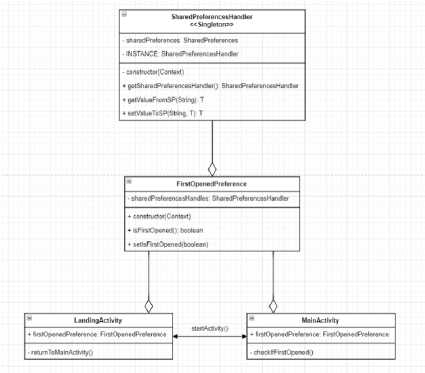 SharedPreferencesHandler
<<Singleton>>
- sharedPreferences: SharedPreferences
- INSTANCE: SharedPreferencesHandler
- constructor(Context)
+ getSharedPreferencesHandler(): SharedPreferencesHandler
+ getValueFromSP(String): T
+ setValueToSP(String, T): T
FirstOpenedPreference
- sharedPreferencesHandles: SharedPreferencesHandler
+ constructor(Context)
+ isFirstOpened(): boolean
+ setIsFirstOpened(boolean)
LandingActivity
+ firstOpenedPreference: FirstOpenedPreference
- returnToMainActivity()
startActivity()
MainActivity
+ firstOpenedPreference: FirstOpenedPreference
- checkIfFirstOpened()